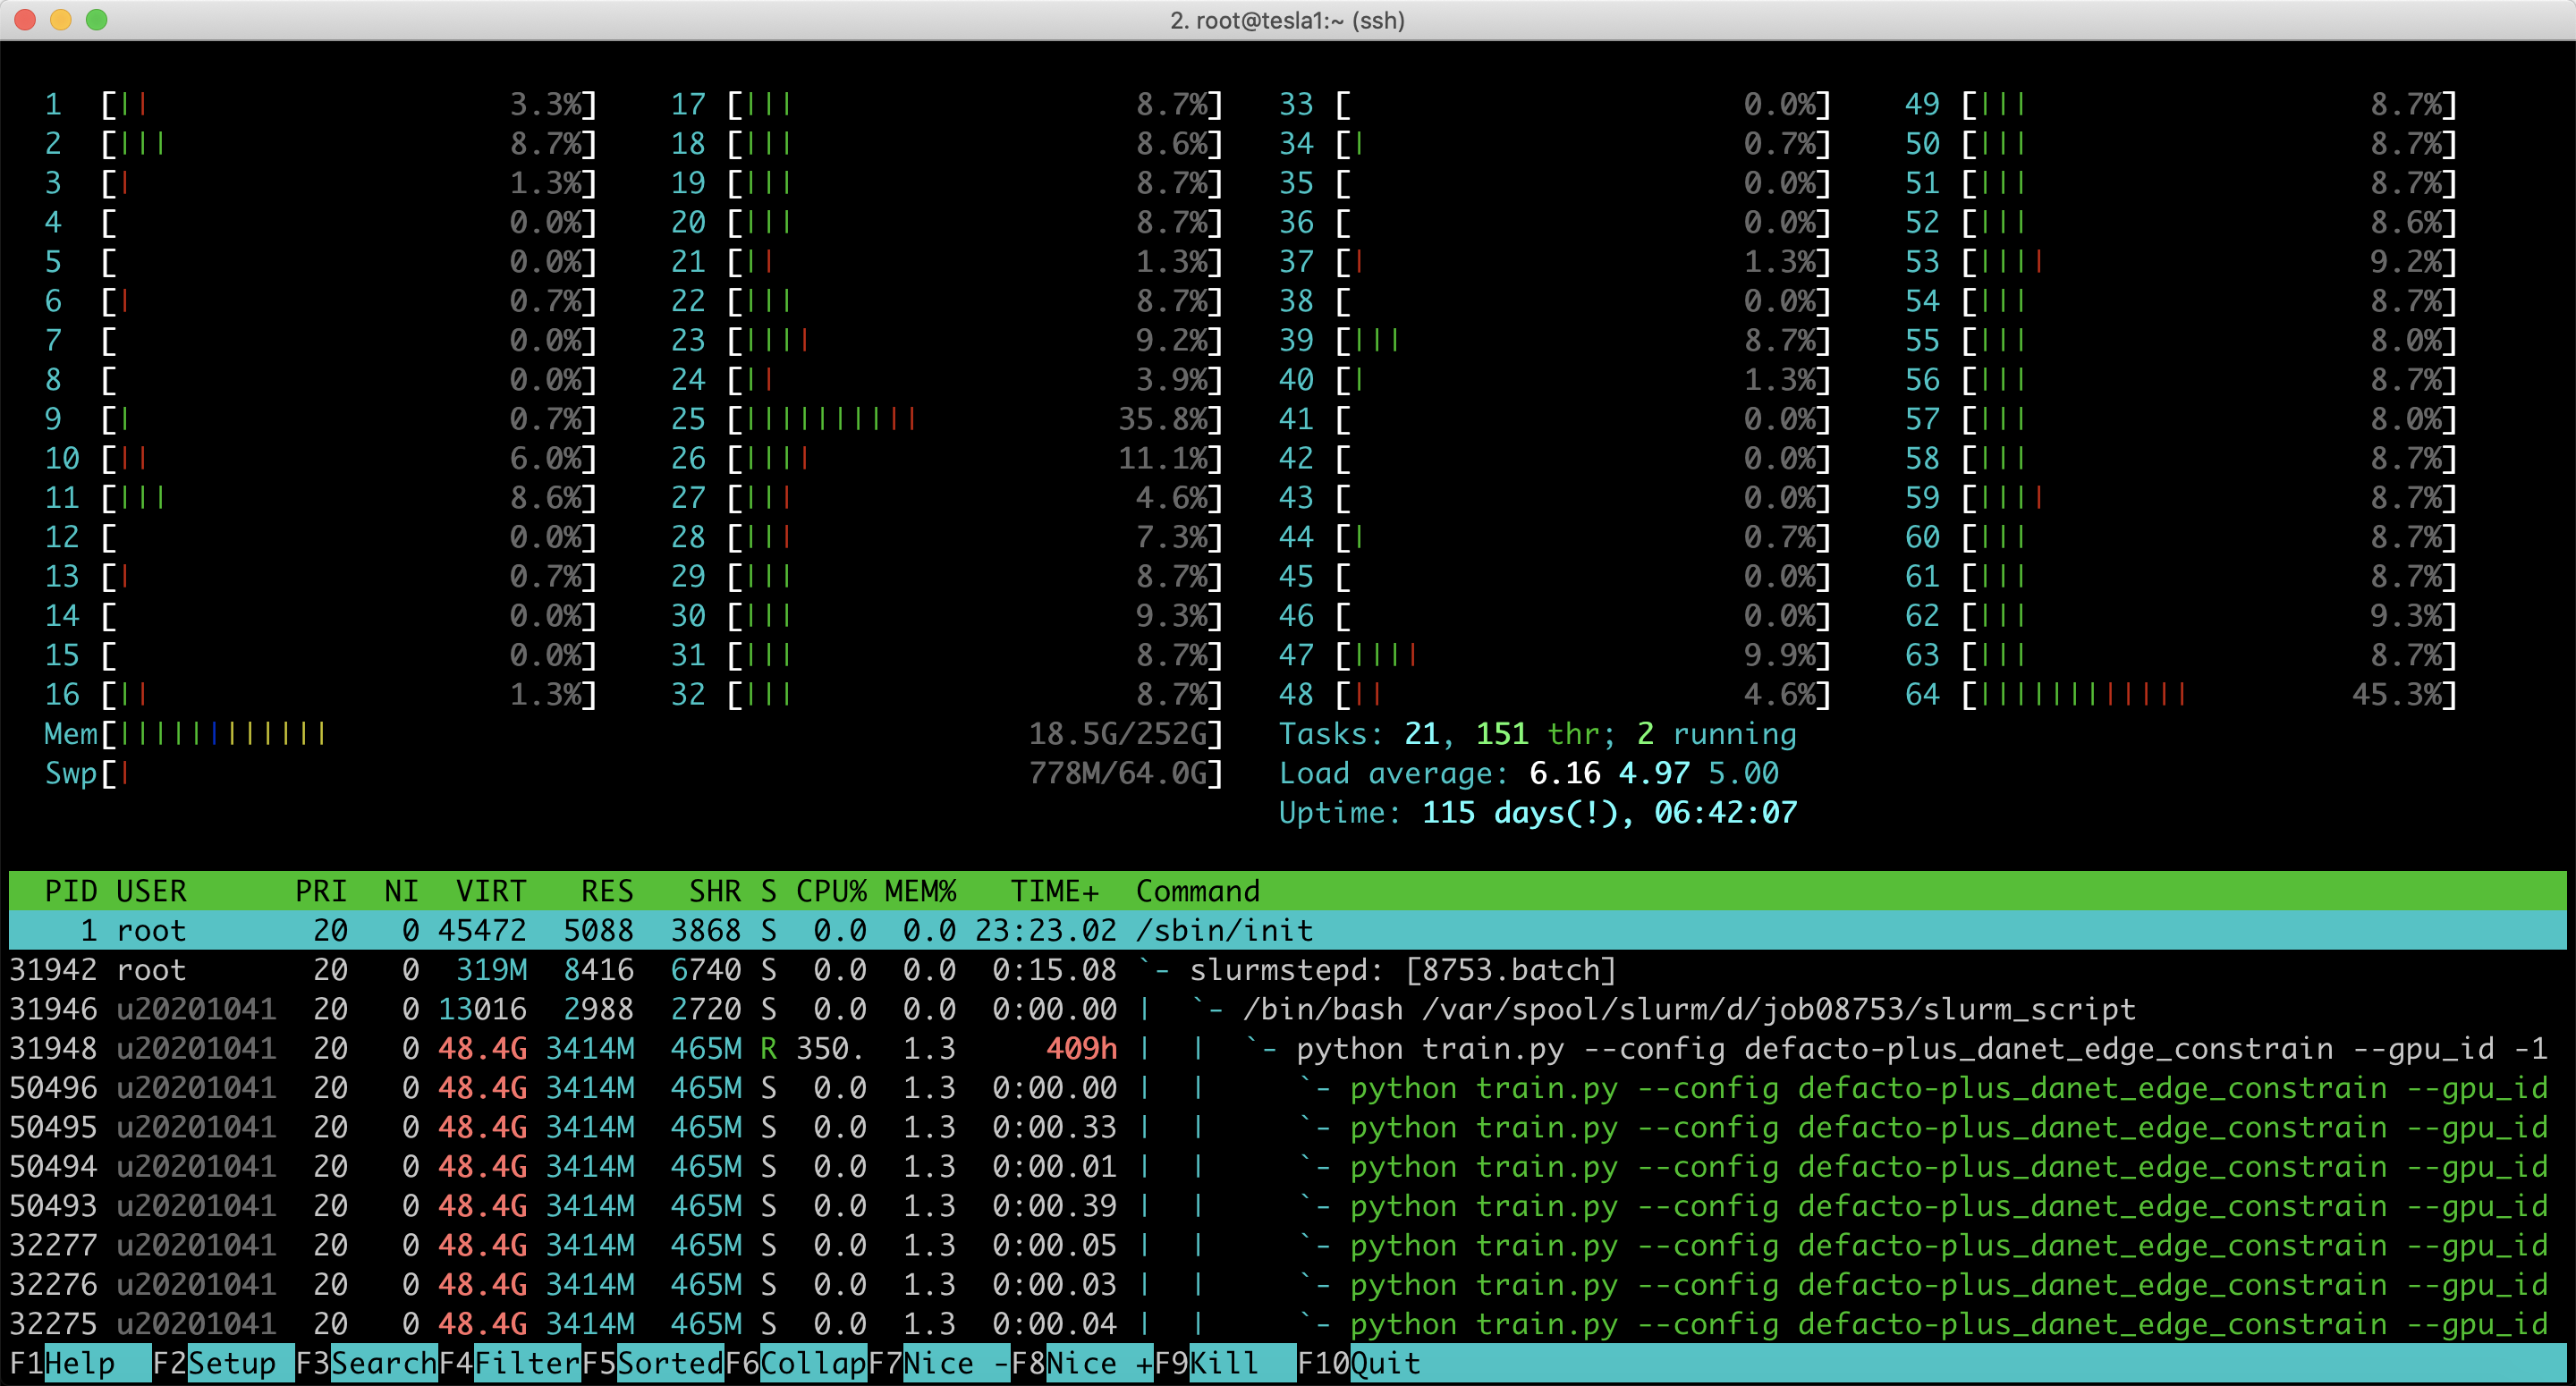 2. root@tesla1:~ (ssh)
1 [|| 3.3%] 17 [||| 8.7%] 33 [ 0.0%] 49 [||| 8.7%]
2 [||| 8.7%] 18 [||| 8.6%] 34 [| 0.7%] 50 [||| 8.7%]
3 [| 1.3%] 19 [||| 8.7%] 35 [ 0.0%] 51 [||| 8.7%]
4 [ 0.0%] 20 [||| 8.7%] 36 [ 0.0%] 52 [||| 8.6%]
5 [ 0.0%] 21 [|| 1.3%] 37 [| 1.3%] 53 [|||| 9.2%]
6 [| 0.7%] 22 [||| 8.7%] 38 [ 0.0%] 54 [||| 8.7%]
7 [ 0.0%] 23 [|||| 9.2%] 39 [||| 8.7%] 55 [||| 8.0%]
8 [ 0.0%] 24 [|| 3.9%] 40 [| 1.3%] 56 [||| 8.7%]
9 [| 0.7%] 25 [|||||||||| 35.8%] 41 [ 0.0%] 57 [||| 8.0%]
10 [|| 6.0%] 26 [|||| 11.1%] 42 [ 0.0%] 58 [||| 8.7%]
11 [||| 8.6%] 27 [||| 4.6%] 43 [ 0.0%] 59 [|||| 8.7%]
12 [ 0.0%] 28 [||| 7.3%] 44 [| 0.7%] 60 [||| 8.7%]
13 [| 0.7%] 29 [||| 8.7%] 45 [ 0.0%] 61 [||| 8.7%]
14 [ 0.0%] 30 [||| 9.3%] 46 [ 0.0%] 62 [||| 9.3%]
15 [ 0.0%] 31 [||| 8.7%] 47 [|||| 9.9%] 63 [||| 8.7%]
16 [|| 1.3%] 32 [||| 8.7%] 48 [|| 4.6%] 64 [|||||||||||| 45.3%]
Mem[|||||||||||| 18.5G/252G] Tasks: 21, 151 thr; 2 running
Swp[| 778M/64.0G] Load average: 6.16 4.97 5.00
Uptime: 115 days(!), 06:42:07
PID USER PRI NI VIRT RES SHR S CPU% MEM% TIME+ Command
1 root 20 0 45472 5088 3868 S 0.0 0.0 23:23.02 /sbin/init
31942 root 20 0 319M 8416 6740 S 0.0 0.0 0:15.08 `- slurmstepd: [8753.batch]
31946 u20201041 20 0 13016 2988 2720 S 0.0 0.0 0:00.00 | `- /bin/bash /var/spool/slurm/d/job08753/slurm_script
31948 u20201041 20 0 48.4G 3414M 465M R 350. 1.3 409h | | `- python train.py --config defacto-plus_danet_edge_constrain --gpu_id -1
50496 u20201041 20 0 48.4G 3414M 465M S 0.0 1.3 0:00.00 | | `- python train.py --config defacto-plus_danet_edge_constrain --gpu_id
50495 u20201041 20 0 48.4G 3414M 465M S 0.0 1.3 0:00.33 | | `- python train.py --config defacto-plus_danet_edge_constrain --gpu_id
50494 u20201041 20 0 48.4G 3414M 465M S 0.0 1.3 0:00.01 | | `- python train.py --config defacto-plus_danet_edge_constrain --gpu_id
50493 u20201041 20 0 48.4G 3414M 465M S 0.0 1.3 0:00.39 | | `- python train.py --config defacto-plus_danet_edge_constrain --gpu_id
32277 u20201041 20 0 48.4G 3414M 465M S 0.0 1.3 0:00.05 | | `- python train.py --config defacto-plus_danet_edge_constrain --gpu_id
32276 u20201041 20 0 48.4G 3414M 465M S 0.0 1.3 0:00.03 | | `- python train.py --config defacto-plus_danet_edge_constrain --gpu_id
32275 u20201041 20 0 48.4G 3414M 465M S 0.0 1.3 0:00.04 | | `- python train.py --config defacto-plus_danet_edge_constrain --gpu_id
F1Help F2Setup F3SearchF4FilterF5SortedF6CollapF7Nice -F8Nice +F9Kill F10Quit